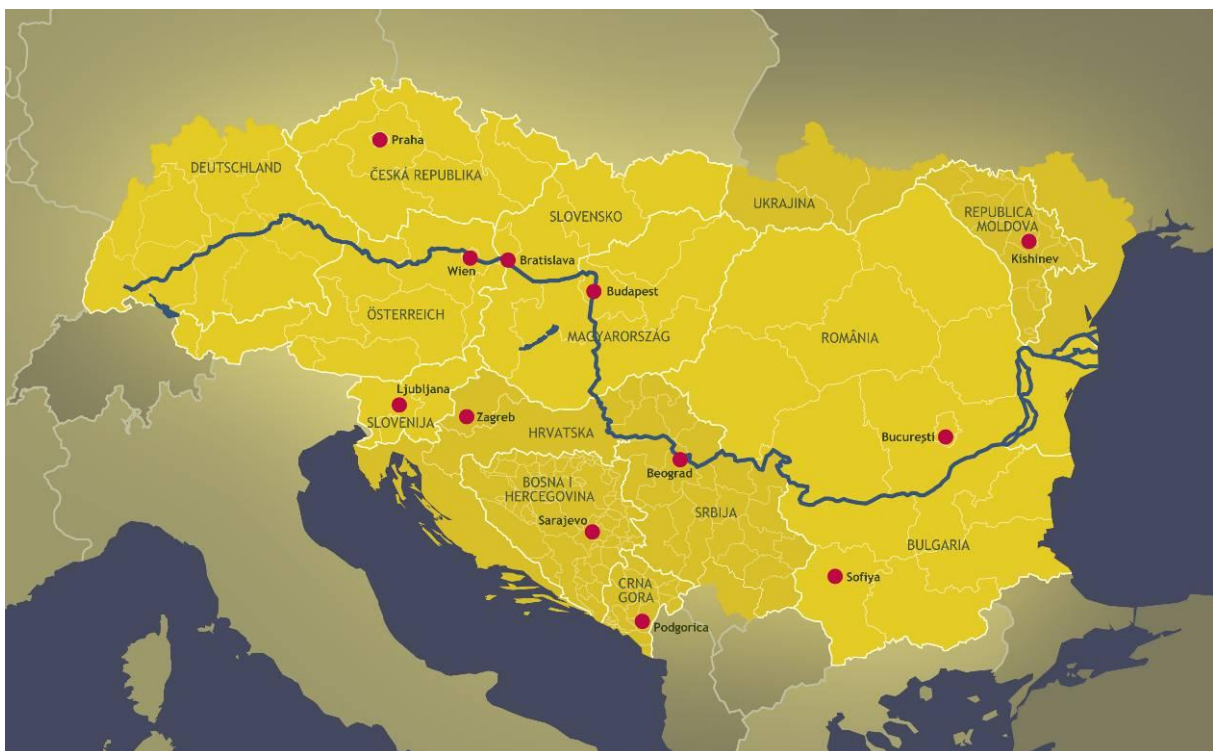 Praha
DEUTSCHLAND
ČESKÁ REPUBLIKA
SLOVENSKO
UKRAJINA
REPUBLICA
MOLDOVA
Kishinev
Wien
Bratislava
Budapest
ÖSTERREICH
MAGYARORSZÁG
ROMÂNIA
Ljubljana
SLOVENIJA
Zagreb
HRVATSKA
Bucureşti
Beograd
BOSNA I
HERCEGOVINA
Sarajevo
SRBIJA
BULGARIA
Sofiya
CRNA
GORA
Podgorica